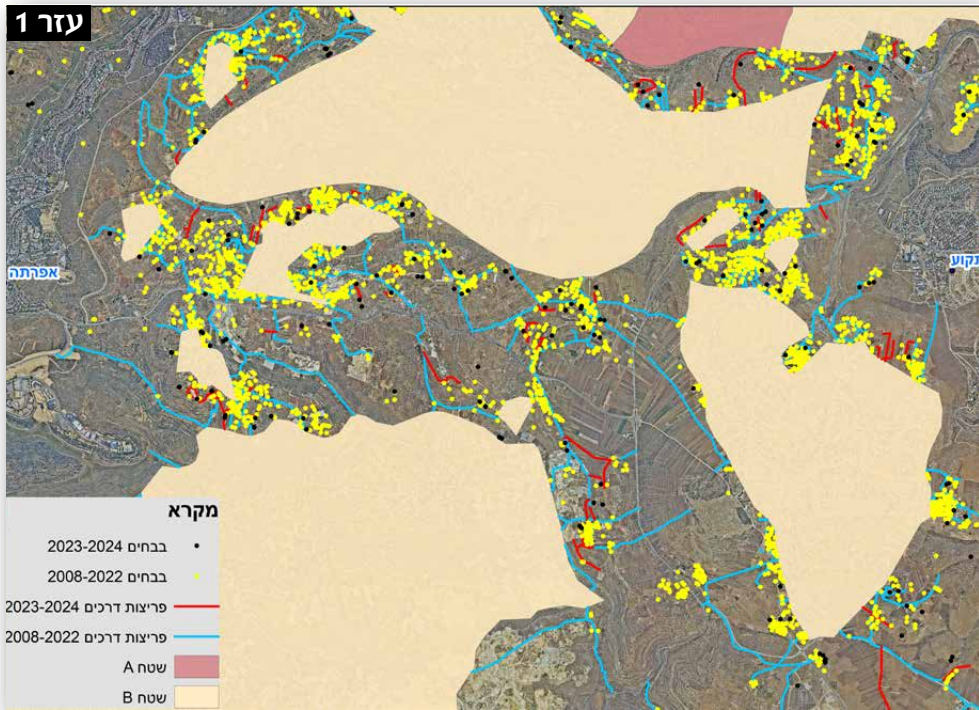 עזר 1
אפרתה
תקוע
מקרא
בבחים 2023-2024
בבחים 2008-2022
פריצות דרכים 2023-2024
פריצות דרכים 2008-2022
שטח A
שטח B